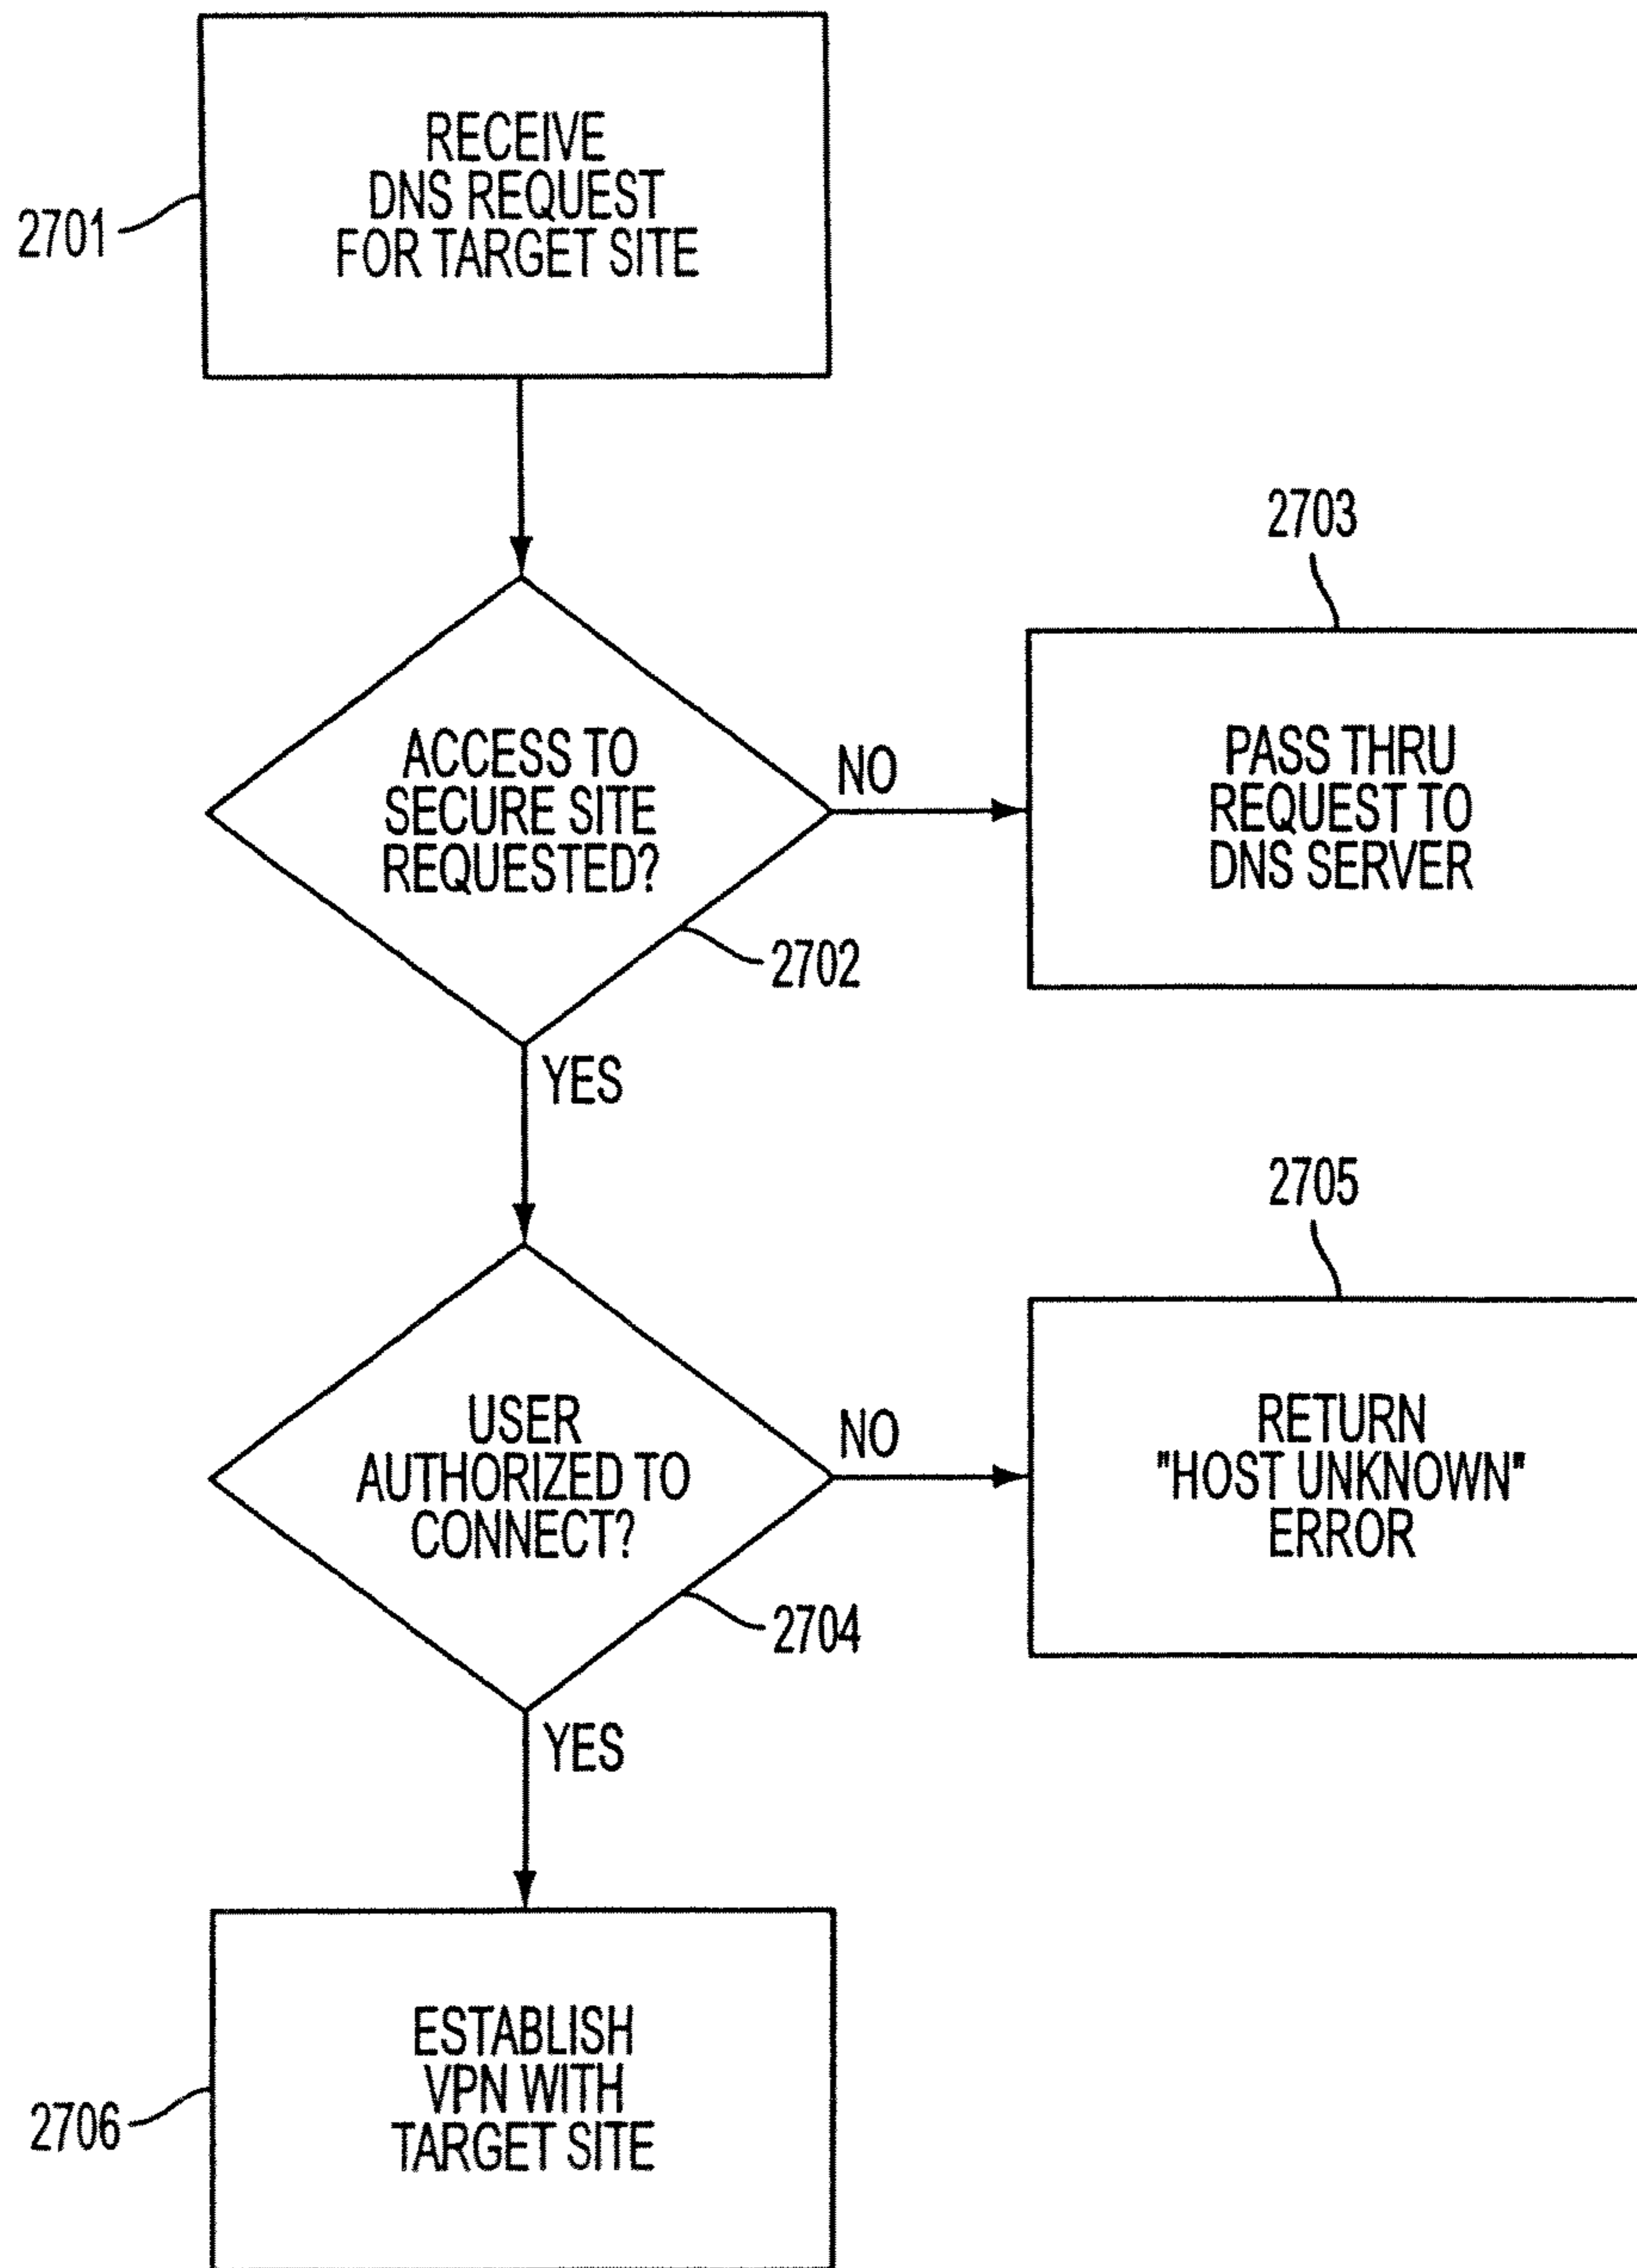 RECEIVE
DNS REQUEST
FOR TARGET SITE
2701
ACCESS TO
SECURE SITE
REQUESTED?
2702
NO
2703
PASS THRU
REQUEST TO
DNS SERVER
YES
USER
AUTHORIZED TO
CONNECT?
2704
NO
2705
RETURN
"HOST UNKNOWN"
ERROR
YES
ESTABLISH
VPN WITH
TARGET SITE
2706